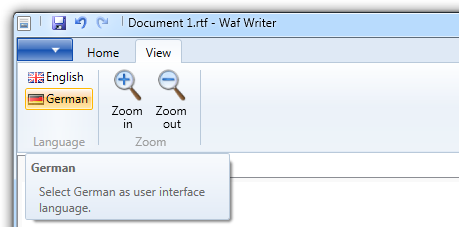 Document 1.rtf - Waf Writer
Home View
English
German
Zoom in
Zoom out
Language
Zoom
German
Select German as user interface
language.